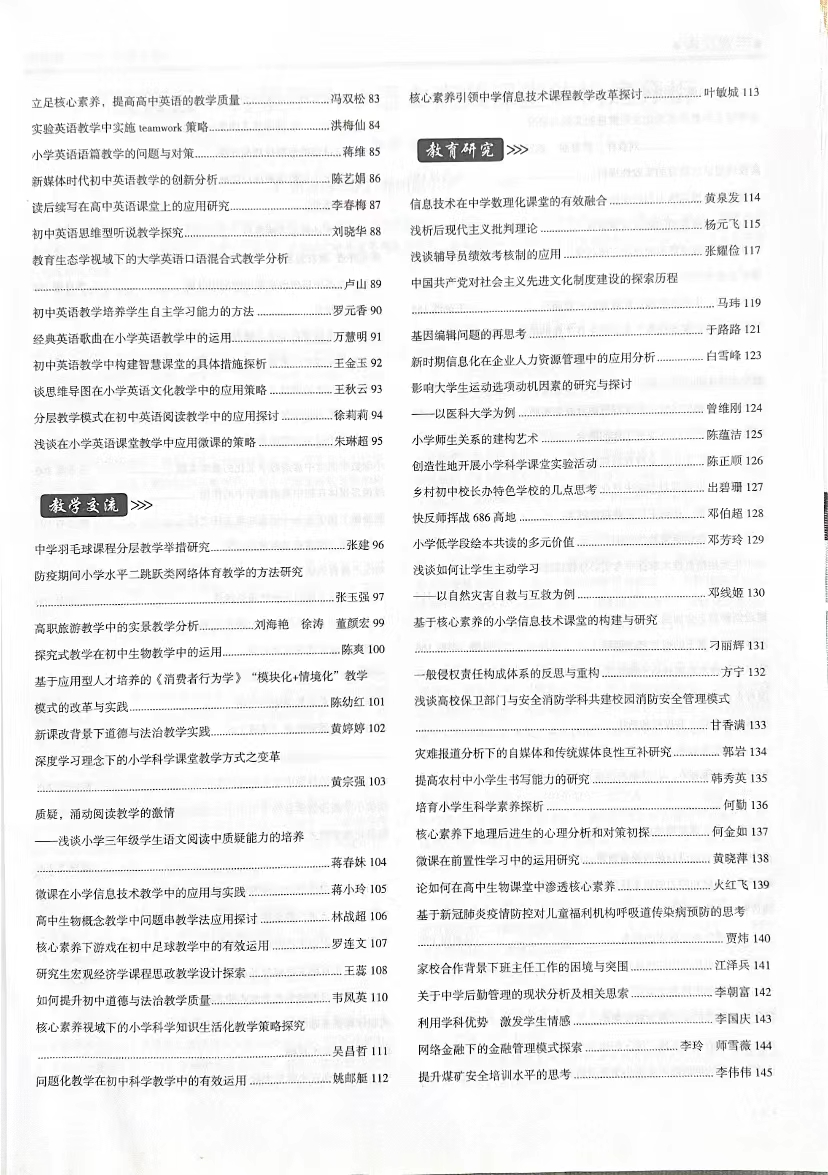 立足核心素养，提高高中英语的教学质量 ........................ 冯双松 83
实验英语教学中实施 teamwork 策略 ........................ 洪梅仙 84
小学英语语篇教学的问题与对策 ........................ 蒋维 85
新媒体时代初中英语教学的创新分析 ........................ 陈艺娟 86
读后续写在高中英语课堂上的应用研究 ........................ 李春梅 87
初中英语思维型听说教学探究 ........................ 刘晓华 88
教育生态学视域下的大学英语口语混合式教学分析
........................ 卢山 89
初中英语教学培养学生自主学习能力的方法 ........................ 罗元香 90
经典英语歌曲在小学英语教学中的运用 ........................ 万慧明 91
初中英语教学中构建智慧课堂的具体措施探析 ........................ 王金玉 92
谈思维导图在小学英语文化教学中的应用策略 ........................ 王秋云 93
分层教学模式在初中英语阅读教学中的应用探讨 ........................ 徐莉莉 94
浅谈在小学英语课堂教学中应用微课的策略 ........................ 朱琳超 95
教学交流
中学羽毛球课程分层教学举措研究 ........................ 张建 96
防疫期间小学水平二跳跃类网络体育教学的方法研究
........................ 张玉强 97
高职旅游教学中的实景教学分析 ............ 刘海艳 徐涛 董颜宏 99
探究式教学在初中生物教学中的运用 ........................ 陈爽 100
基于应用型人才培养的《消费者行为学》“模块化+情境化”教学
模式的改革与实践 ........................ 陈幼红 101
新课改背景下道德与法治教学实践 ........................ 黄婷婷 102
深度学习理念下的小学科学课堂教学方式之变革
........................ 黄宗强 103
质疑，涌动阅读教学的激情
——浅谈小学三年级学生语文阅读中质疑能力的培养
........................ 蒋春妹 104
微课在小学信息技术教学中的应用与实践 ........................ 蒋小玲 105
高中生物概念教学中问题串教学法应用探讨 ........................ 林战超 106
核心素养下游戏在初中足球教学中的有效运用 ........................ 罗连文 107
研究生宏观经济学课程思政教学设计探索 ........................ 王蕊 108
如何提升初中道德与法治教学质量 ........................ 韦凤英 110
核心素养视域下的小学科学知识生活化教学策略探究
........................ 吴昌哲 111
问题化教学在初中科学教学中的有效运用 ........................ 姚邮艇 112
核心素养引领中学信息技术课程教学改革探讨 ............ 叶敏城 113
教育研究
信息技术在中学数理化课堂的有效融合 ........................ 黄泉发 114
浅析后现代主义批判理论 ........................ 杨元飞 115
浅谈辅导员绩效考核制的应用 ........................ 张耀俭 117
中国共产党对社会主义先进文化制度建设的探索历程
........................ 马玮 119
基因编辑问题的再思考 ........................ 于路路 121
新时期信息化在企业人力资源管理中的应用分析 ............ 白雪峰 123
影响大学生运动选项动机因素的研究与探讨
——以医科大学为例 ........................ 曾维刚 124
小学师生关系的建构艺术 ........................ 陈蕴洁 125
创造性地开展小学科学课堂实验活动 ........................ 陈正顺 126
乡村初中校长办特色学校的几点思考 ........................ 出碧珊 127
快反师挥战 686 高地 ........................ 邓伯超 128
小学低学段绘本共读的多元价值 ........................ 邓芳玲 129
浅谈如何让学生主动学习
——以自然灾害自救与互救为例 ........................ 邓线姬 130
基于核心素养的小学信息技术课堂的构建与研究
........................ 刁丽辉 131
一般侵权责任构成体系的反思与重构 ........................ 方宁 132
浅谈高校保卫部门与安全消防学科共建校园消防安全管理模式
........................ 甘香满 133
灾难报道分析下的自媒体和传统媒体良性互补研究 ............ 郭岩 134
提高农村中小学生书写能力的研究 ........................ 韩秀英 135
培育小学生科学素养探析 ........................ 何勤 136
核心素养下地理后进生的心理分析和对策初探 ............ 何金如 137
微课在前置性学习中的运用研究 ........................ 黄晓萍 138
论如何在高中生物课堂中渗透核心素养 ........................ 火红飞 139
基于新冠肺炎疫情防控对儿童福利机构呼吸道传染病预防的思考
........................ 贾炜 140
家校合作背景下班主任工作的困境与突围 ........................ 江泽兵 141
关于中学后勤管理的现状分析及相关思索 ........................ 李朝富 142
利用学科优势 激发学生情感 ........................ 李国庆 143
网络金融下的金融管理模式探索 ............ 李玲 师雪薇 144
提升煤矿安全培训水平的思考 ........................ 李伟伟 145